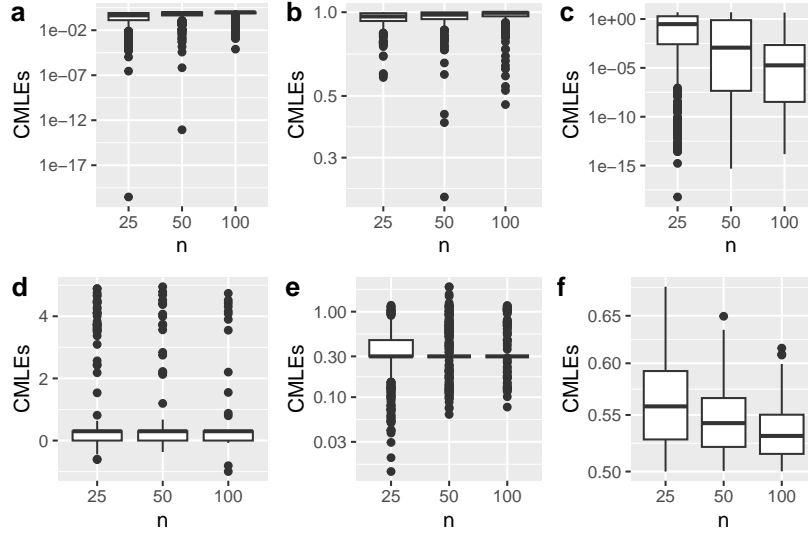 a
CMLEs
1e−02
1e−07
1e−12
1e−17
25 50 100
n
b
CMLEs
1.0
0.5
0.3
25 50 100
n
c
CMLEs
1e+00
1e−05
1e−10
1e−15
25 50 100
n
d
CMLEs
4
2
0
25 50 100
n
e
CMLEs
1.00
0.30
0.10
0.03
25 50 100
n
f
CMLEs
0.65
0.60
0.55
0.50
25 50 100
n